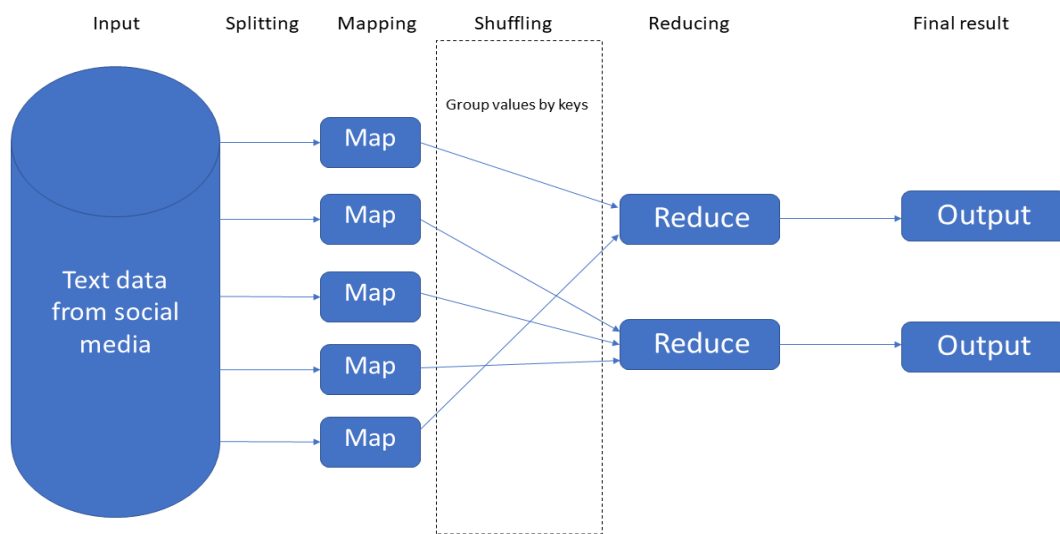 Input
Splitting
Mapping
Shuffling
Reducing
Final result
Group values by keys
Text data
from social
media
Map
Map
Map
Map
Map
Reduce
Reduce
Output
Output